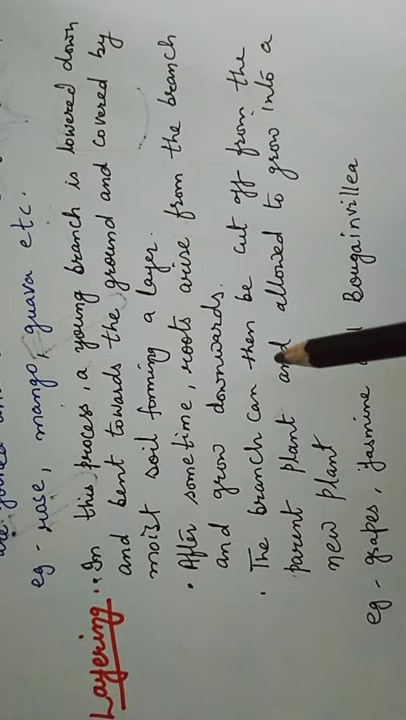 eg - rose, mango, guava etc.
Layering :- In this process, a young branch is lowered down
and bent towards the ground and covered by
moist soil forming a layer.
• After sometime, roots arise from the branch
and grow downwards.
• The branch can then be cut off from the
parent plant and allowed to grow into a
new plant
eg - grapes, Jasmine Bougainvillea